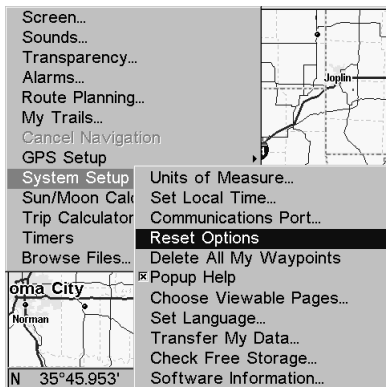 Screen...
Sounds...
Transparency...
Alarms...
Route Planning...
My Trails...
Cancel Navigation
GPS Setup
System Setup
Sun/Moon Calc
Trip Calculator
Timers
Browse Files...
Units of Measure...
Set Local Time...
Communications Port...
Reset Options
Delete All My Waypoints
Popup Help
Choose Viewable Pages...
Set Language...
Transfer My Data...
Check Free Storage...
Software Information...
Joplin
oma City
Norman
N 35°45.953'